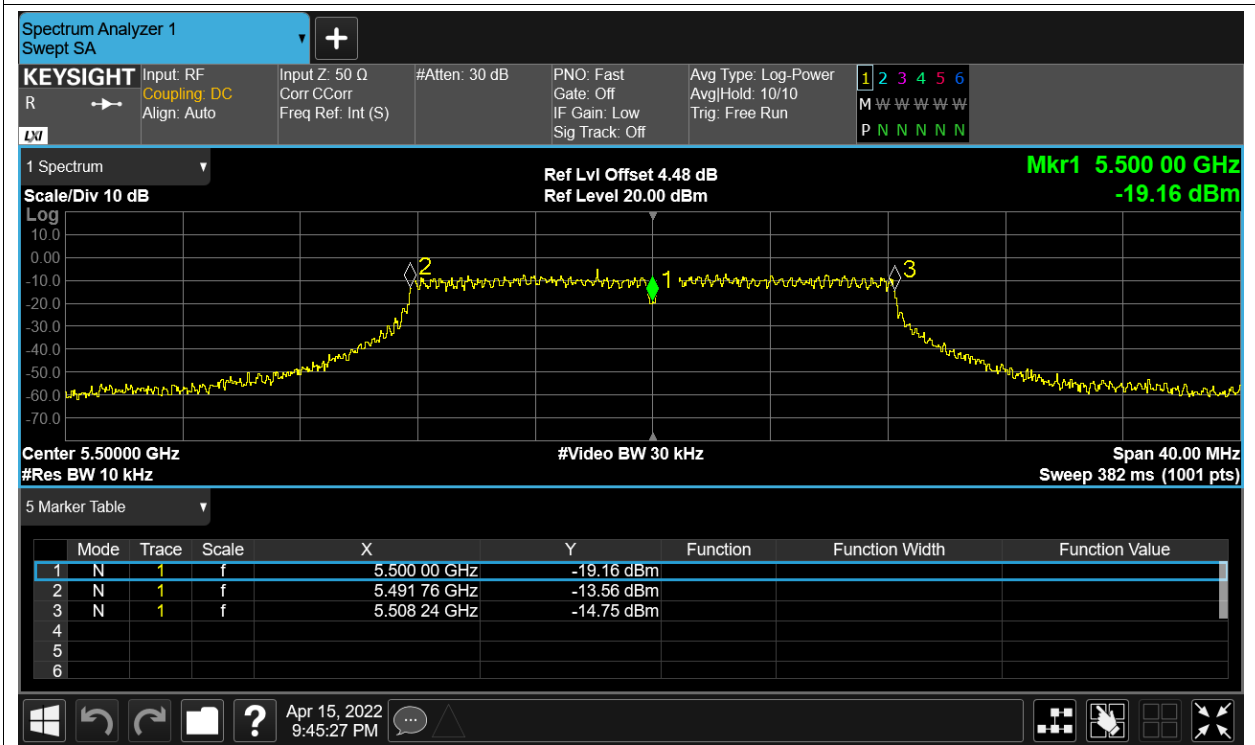 Spectrum Analyzer 1
Swept SA
KEYSIGHT
R
LXI
Input: RF
Coupling: DC
Align: Auto
Input Z: 50 Ω
Corr CCorr
Freq Ref: Int (S)
#Atten: 30 dB
PNO: Fast
Gate: Off
IF Gain: Low
Sig Track: Off
Avg Type: Log-Power
Avg|Hold: 10/10
Trig: Free Run
1 2 3 4 5 6
M W W W W W
P N N N N N
1 Spectrum
Scale/Div 10 dB
Ref Lvl Offset 4.48 dB
Ref Level 20.00 dBm
Mkr1 5.500 00 GHz
-19.16 dBm
Log
10.0
0.00
-10.0
-20.0
-30.0
-40.0
-50.0
-60.0
-70.0
2
1
3
Center 5.50000 GHz
#Res BW 10 kHz
#Video BW 30 kHz
Span 40.00 MHz
Sweep 382 ms (1001 pts)
5 Marker Table
Mode Trace Scale X Y Function Function Width Function Value
1 N 1 f 5.500 00 GHz -19.16 dBm
2 N 1 f 5.491 76 GHz -13.56 dBm
3 N 1 f 5.508 24 GHz -14.75 dBm
4
5
6
?
Apr 15, 2022
9:45:27 PM